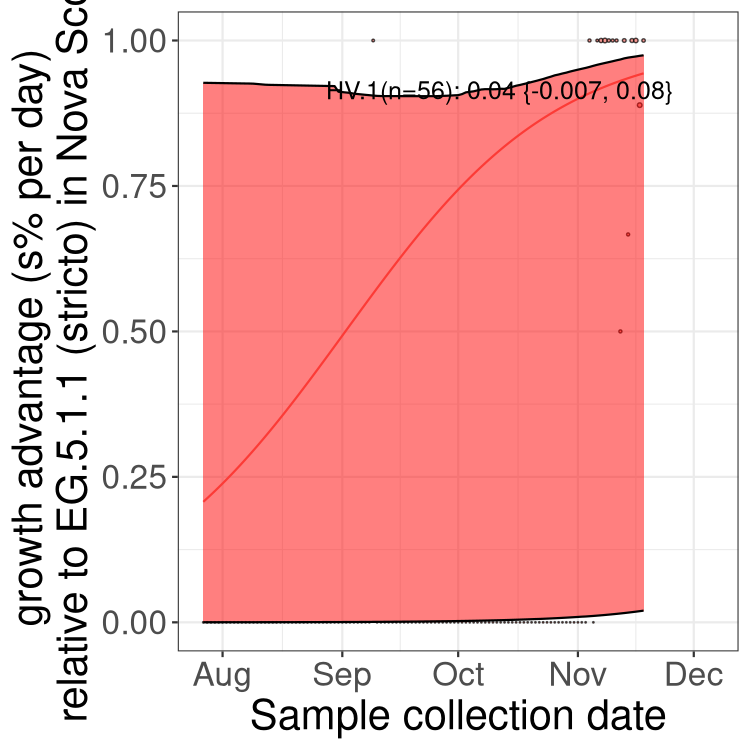 growth advantage (s% per day)
relative to EG.5.1.1 (stricto) in Nova Sco
1.00
0.75
0.50
0.25
0.00
HV.1(n=56): 0.04 {-0.007, 0.08}
Aug Sep Oct Nov Dec
Sample collection date